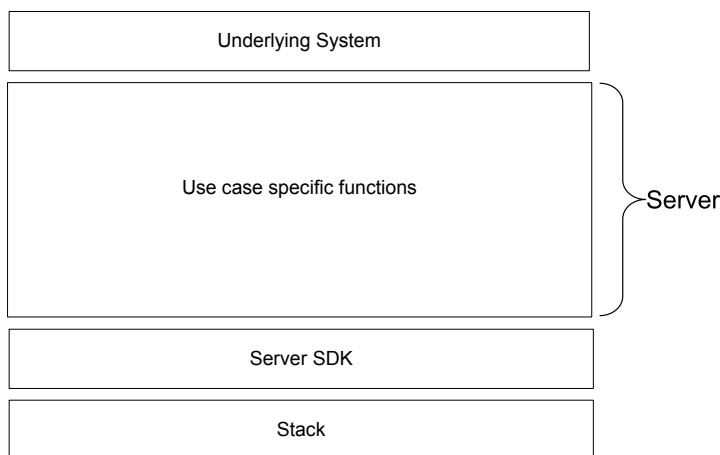 Underlying System
Use case specific functions
Server
Server SDK
Stack